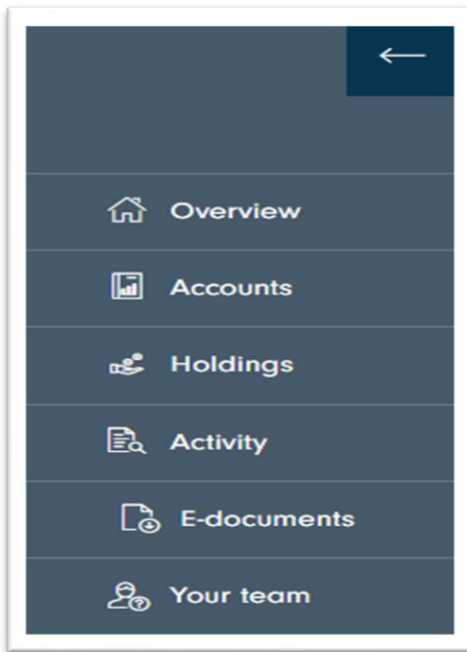 Overview
Accounts
Holdings
Activity
E-documents
Your team